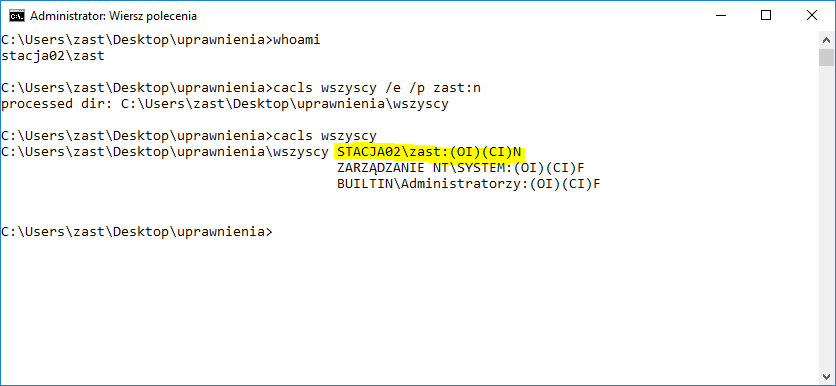 Administrator: Wiersz polecenia
C:\Users\zast\Desktop\uprawnienia>whoami
stacja02\zast
C:\Users\zast\Desktop\uprawnienia>cacls wszyscy /e /p zast:n
processed dir: C:\Users\zast\Desktop\uprawnienia\wszyscy
C:\Users\zast\Desktop\uprawnienia>cacls wszyscy
C:\Users\zast\Desktop\uprawnienia\wszyscy STACJA02\zast:(OI)(CI)N
ZARZĄDZANIE NT\SYSTEM:(OI)(CI)F
BUILTIN\Administratorzy:(OI)(CI)F
C:\Users\zast\Desktop\uprawnienia>